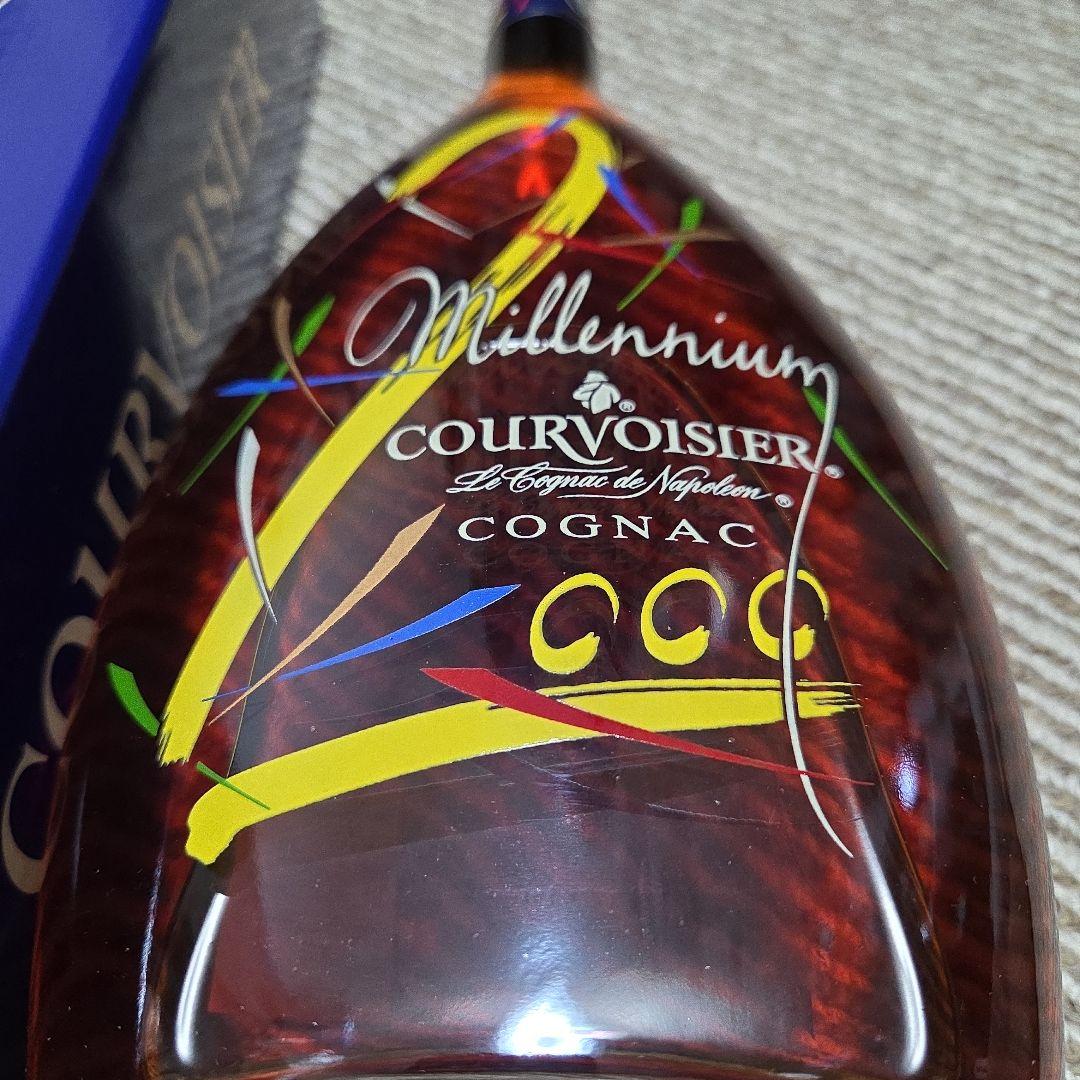 Millennium
COURVOISIER®
Le Cognac de Napoleon®
COGNAC
2000
COURVOISIER